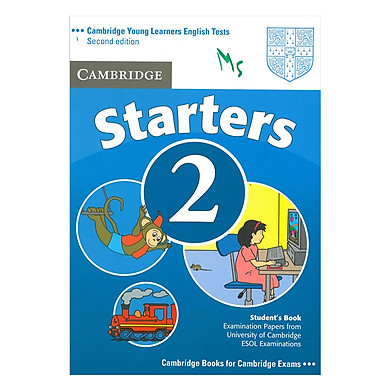 Cambridge Young Learners English Tests
Second edition
Ms
CAMBRIDGE
Starters
2
Student's Book
Examination Papers from
University of Cambridge
ESOL Examinations
Cambridge Books for Cambridge Exams